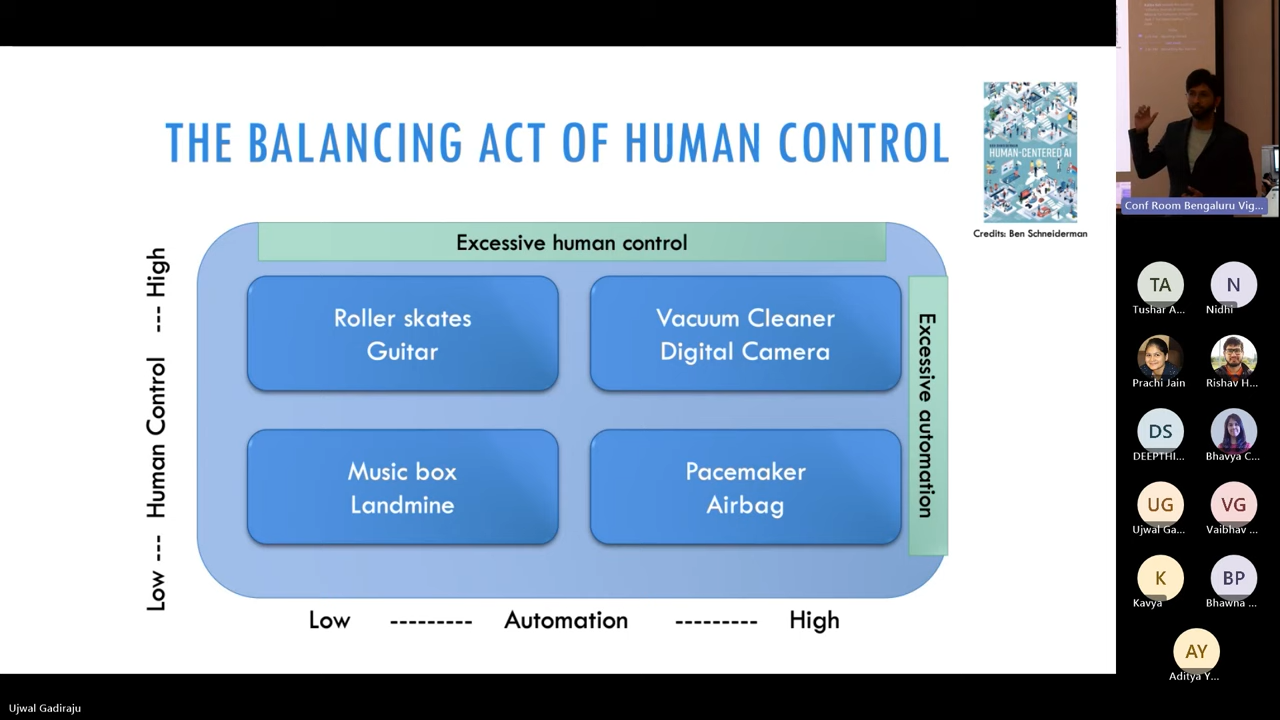 THE BALANCING ACT OF HUMAN CONTROL
HUMAN-CENTERED AI
Credits: Ben Schneiderman
Low --- Human Control --- High
Excessive human control
Roller skates
Guitar
Vacuum Cleaner
Digital Camera
Excessive automation
Music box
Landmine
Pacemaker
Airbag
Low --------- Automation --------- High
Conf Room Bengaluru Vig...
TA
Tushar A...
N
Nidhi
Prachi Jain
Rishav H...
DS
DEEPTHI...
Bhavya C...
UG
Ujwal Ga...
VG
Vaibhav ...
K
Kavya
BP
Bhawna ...
AY
Aditya Y...
Ujwal Gadiraju